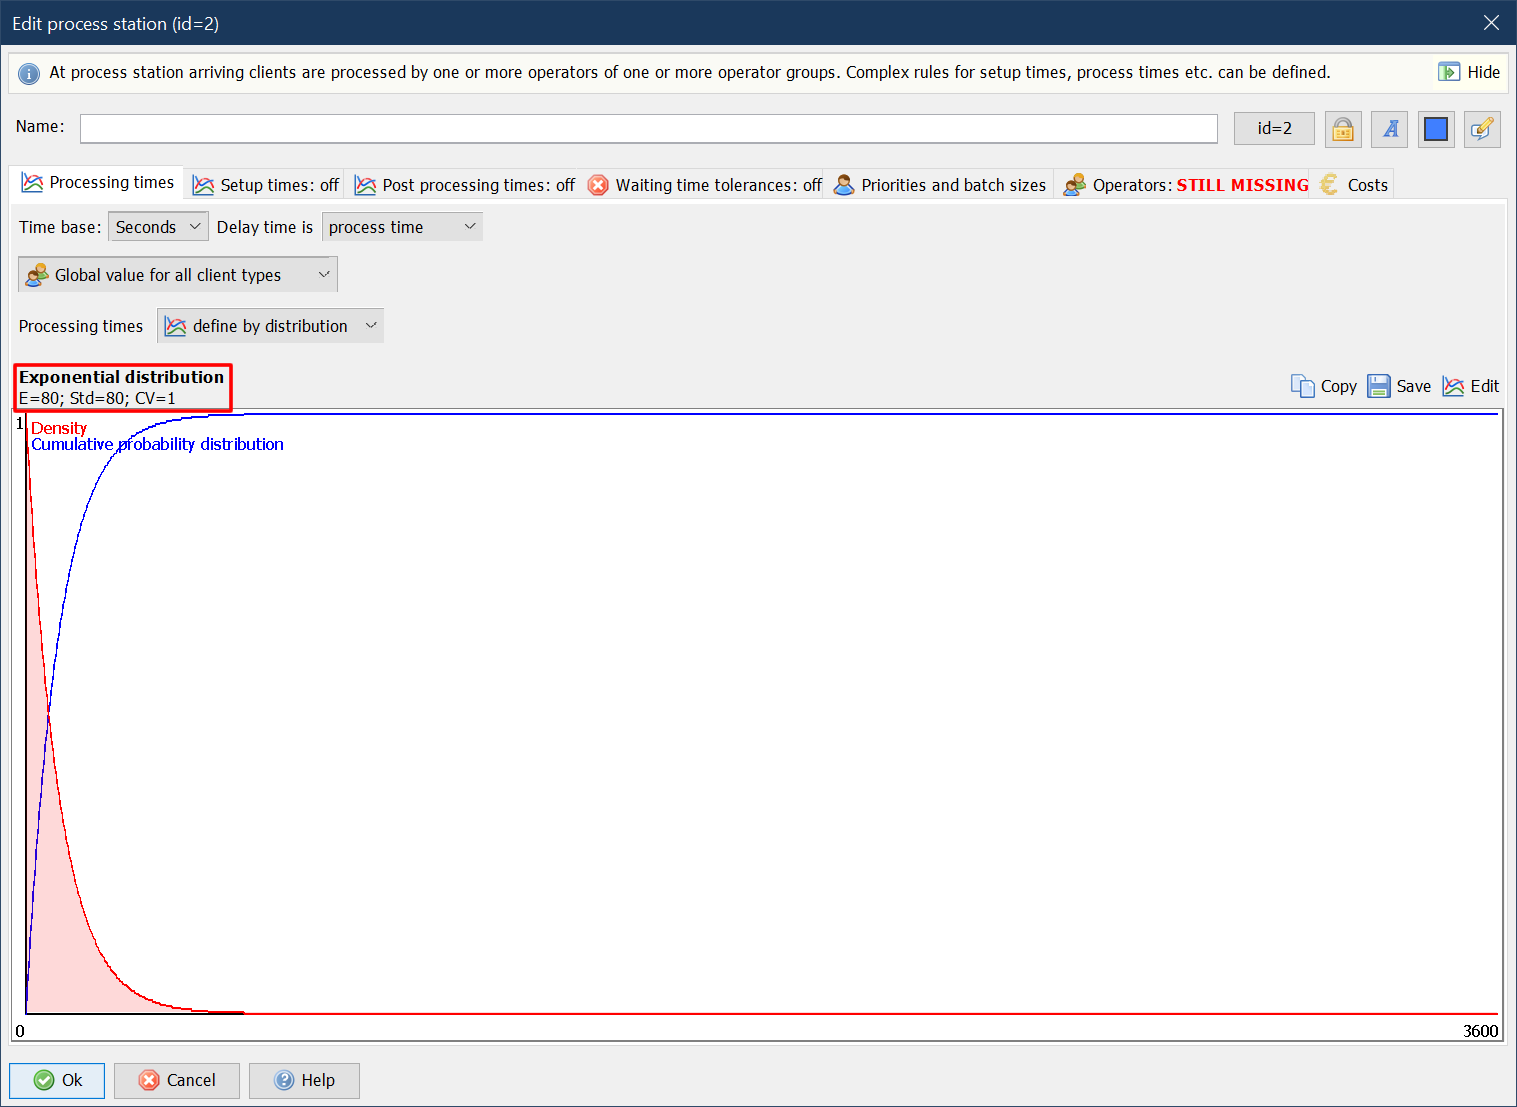 Edit process station (id=2)
At process station arriving clients are processed by one or more operators of one or more operator groups. Complex rules for setup times, process times etc. can be defined.
Hide
Name:
id=2
Processing times
Setup times: off
Post processing times: off
Waiting time tolerances: off
Priorities and batch sizes
Operators: STILL MISSING
Costs
Time base: Seconds Delay time is process time
Global value for all client types
Processing times define by distribution
Exponential distribution
E=80; Std=80; CV=1
Copy Save Edit
1
Density
Cumulative probability distribution
0
3600
Ok Cancel Help